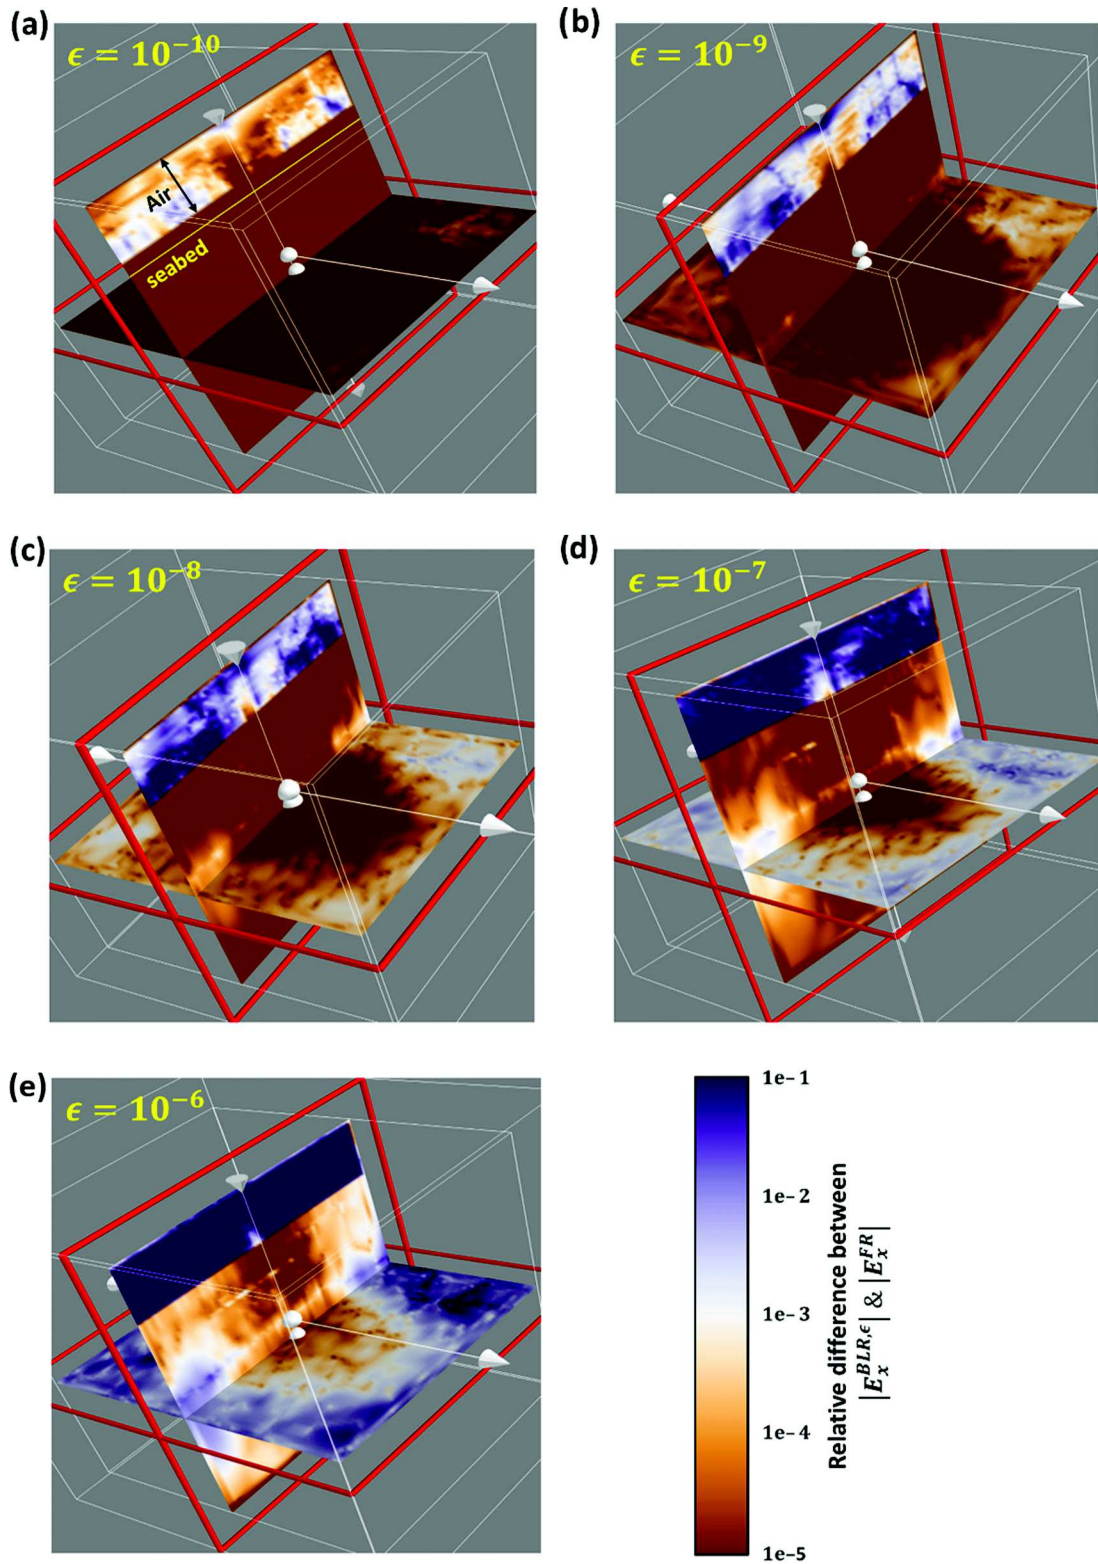 (a)
ϵ = 10⁻¹⁰
Air
seabed
(b)
ϵ = 10⁻⁹
(c)
ϵ = 10⁻⁸
(d)
ϵ = 10⁻⁷
(e)
ϵ = 10⁻⁶
1e-1
1e-2
1e-3
1e-4
1e-5
Relative difference between
|E_x^{BLR,ϵ}| & |E_x^{FR}|